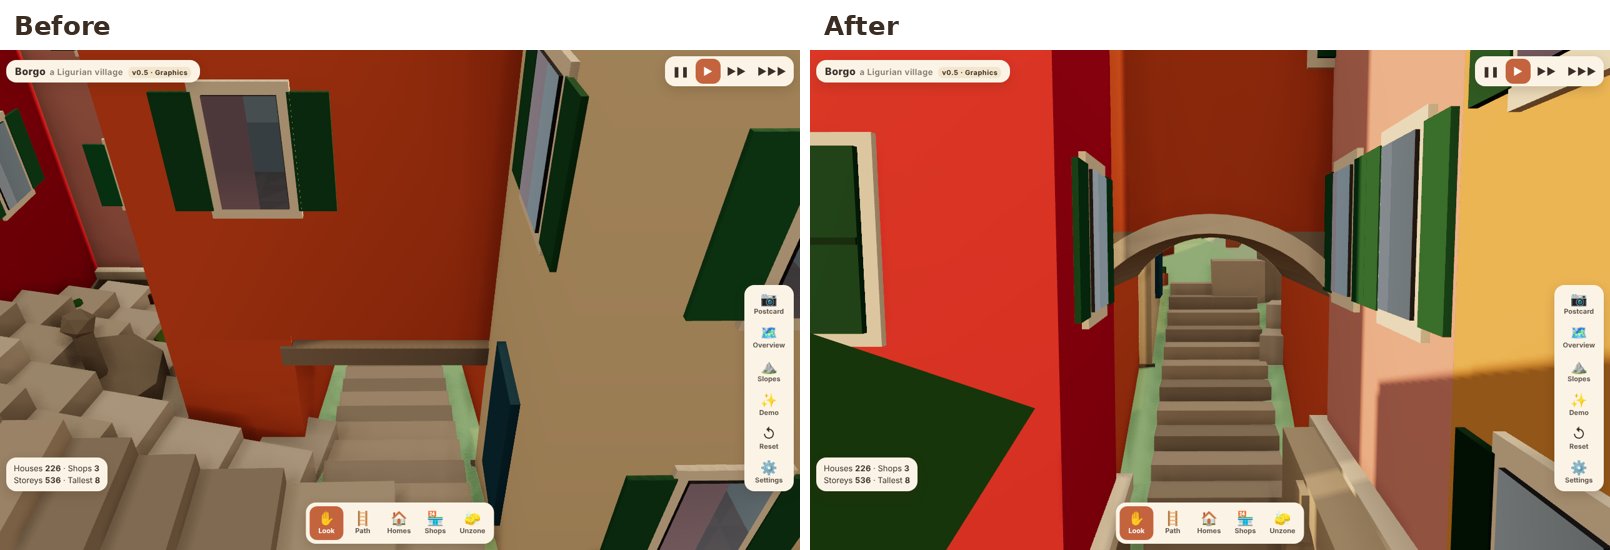 Before
Borgo a Ligurian village v0.5 · Graphics
Postcard
Overview
Slopes
Demo
Reset
Settings
Houses 226 · Shops 3
Storeys 536 · Tallest 8
Look Path Homes Shops Unzone
After
Borgo a Ligurian village v0.5 · Graphics
Postcard
Overview
Slopes
Demo
Reset
Settings
Houses 226 · Shops 3
Storeys 536 · Tallest 8
Look Path Homes Shops Unzone